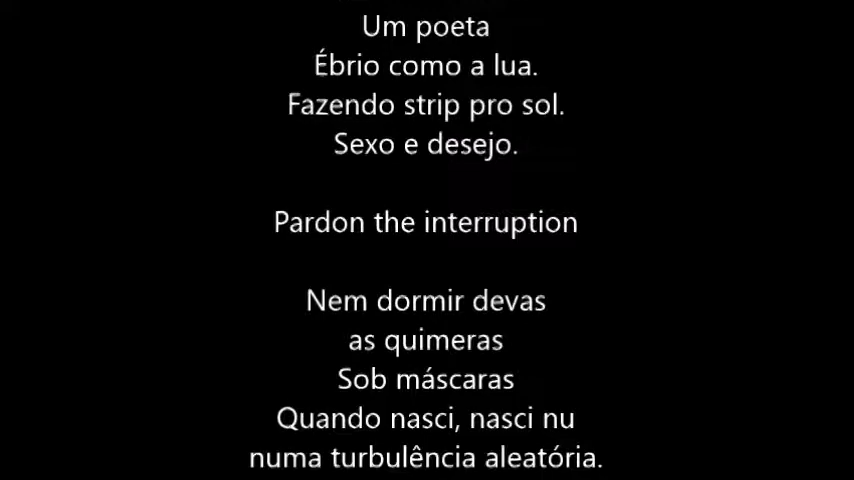 Um poeta
Ébrio como a lua.
Fazendo strip pro sol.
Sexo e desejo.
Pardon the interruption
Nem dormir devas
as quimeras
Sob máscaras
Quando nasci, nasci nu
numa turbulência aleatória.